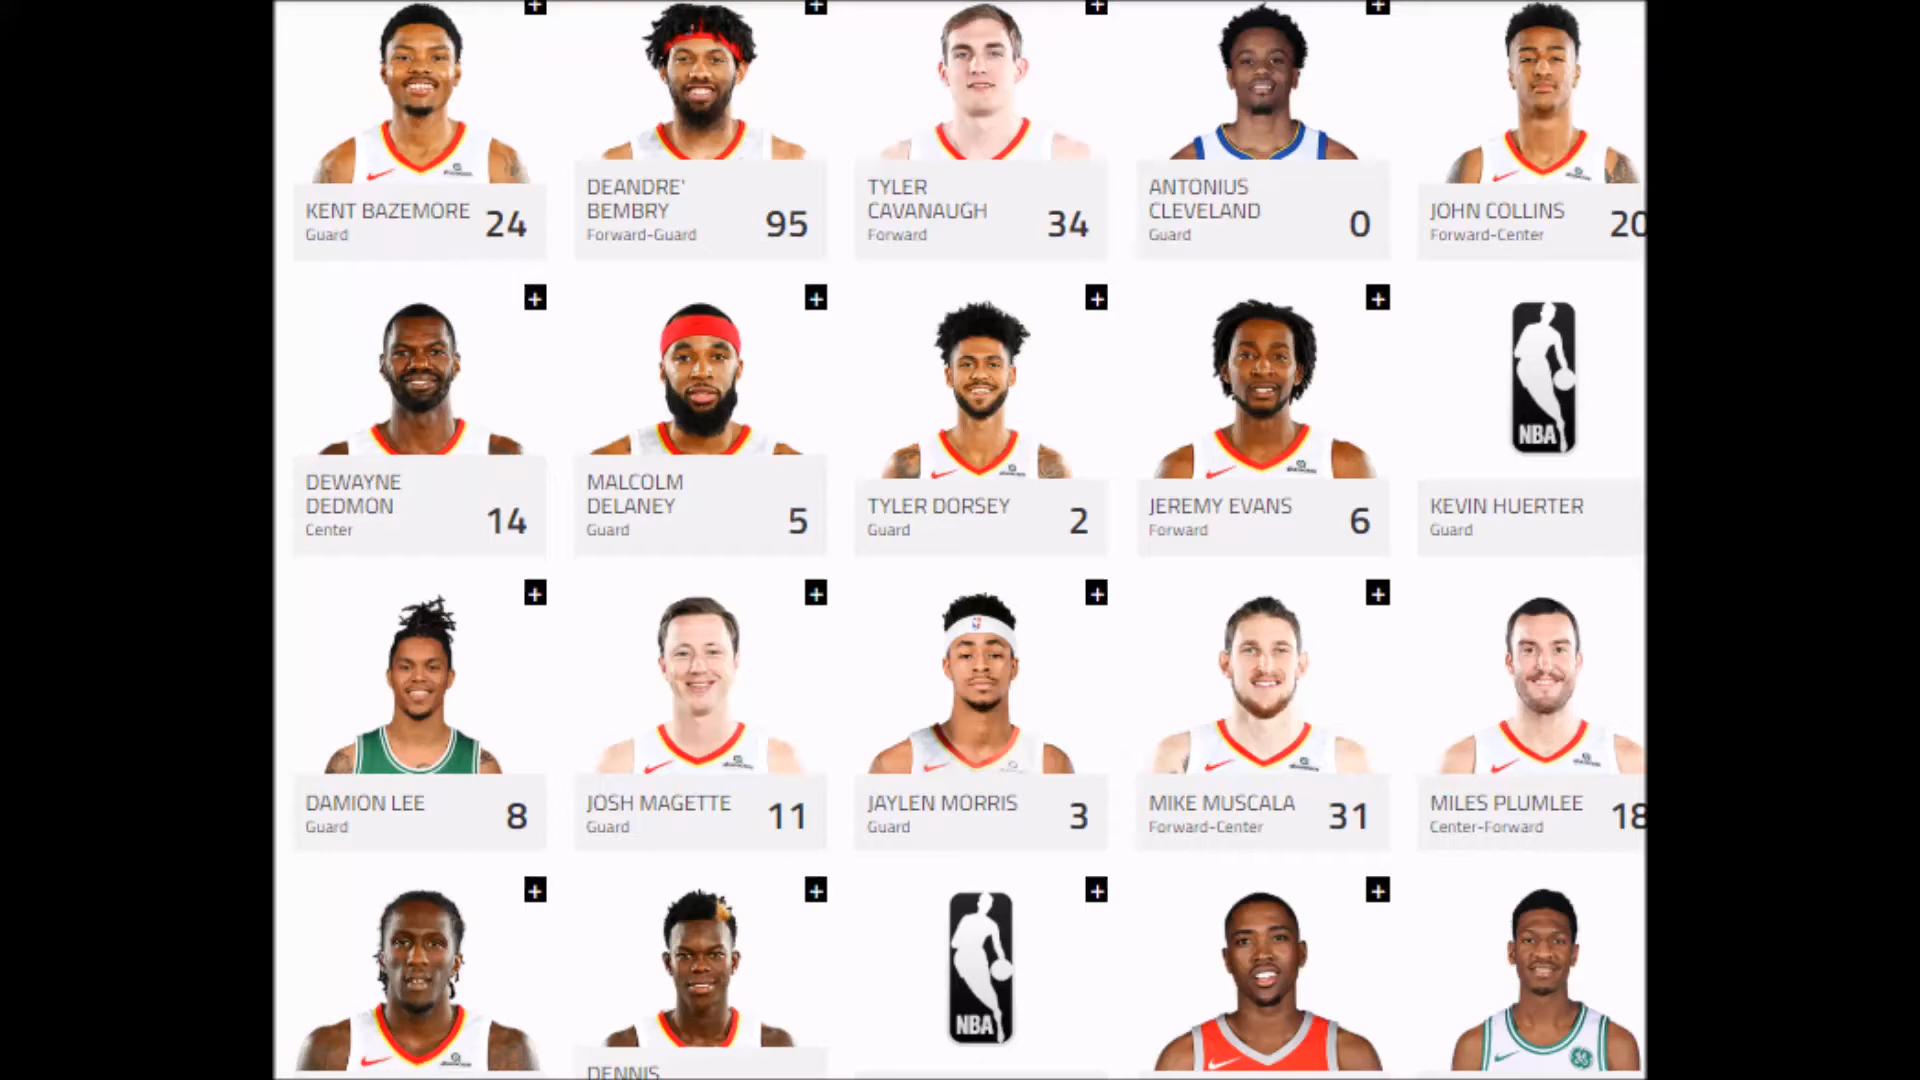 KENT BAZEMORE
Guard
24
DEANDRE'
BEMBRY
Forward-Guard
95
TYLER
CAVANAUGH
Forward
34
ANTONIUS
CLEVELAND
Guard
0
JOHN COLLINS
Forward-Center
20
DEWAYNE
DEDMON
Center
14
MALCOLM
DELANEY
Guard
5
TYLER DORSEY
Guard
2
JEREMY EVANS
Forward
6
NBA
KEVIN HUERTER
Guard
DAMION LEE
Guard
8
JOSH MAGETTE
Guard
11
JAYLEN MORRIS
Guard
3
MIKE MUSCALA
Forward-Center
31
MILES PLUMLEE
Center-Forward
18
DENNIS
NBA